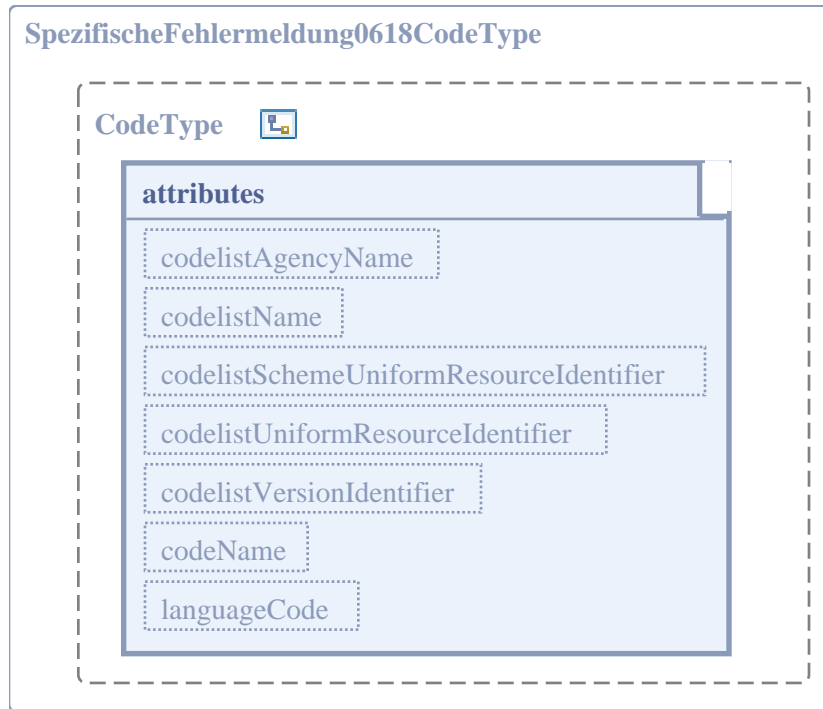 SpezifischeFehlermeldung0618CodeType
CodeType
attributes
codelistAgencyName
codelistName
codelistSchemeUniformResourceIdentifier
codelistUniformResourceIdentifier
codelistVersionIdentifier
codeName
languageCode